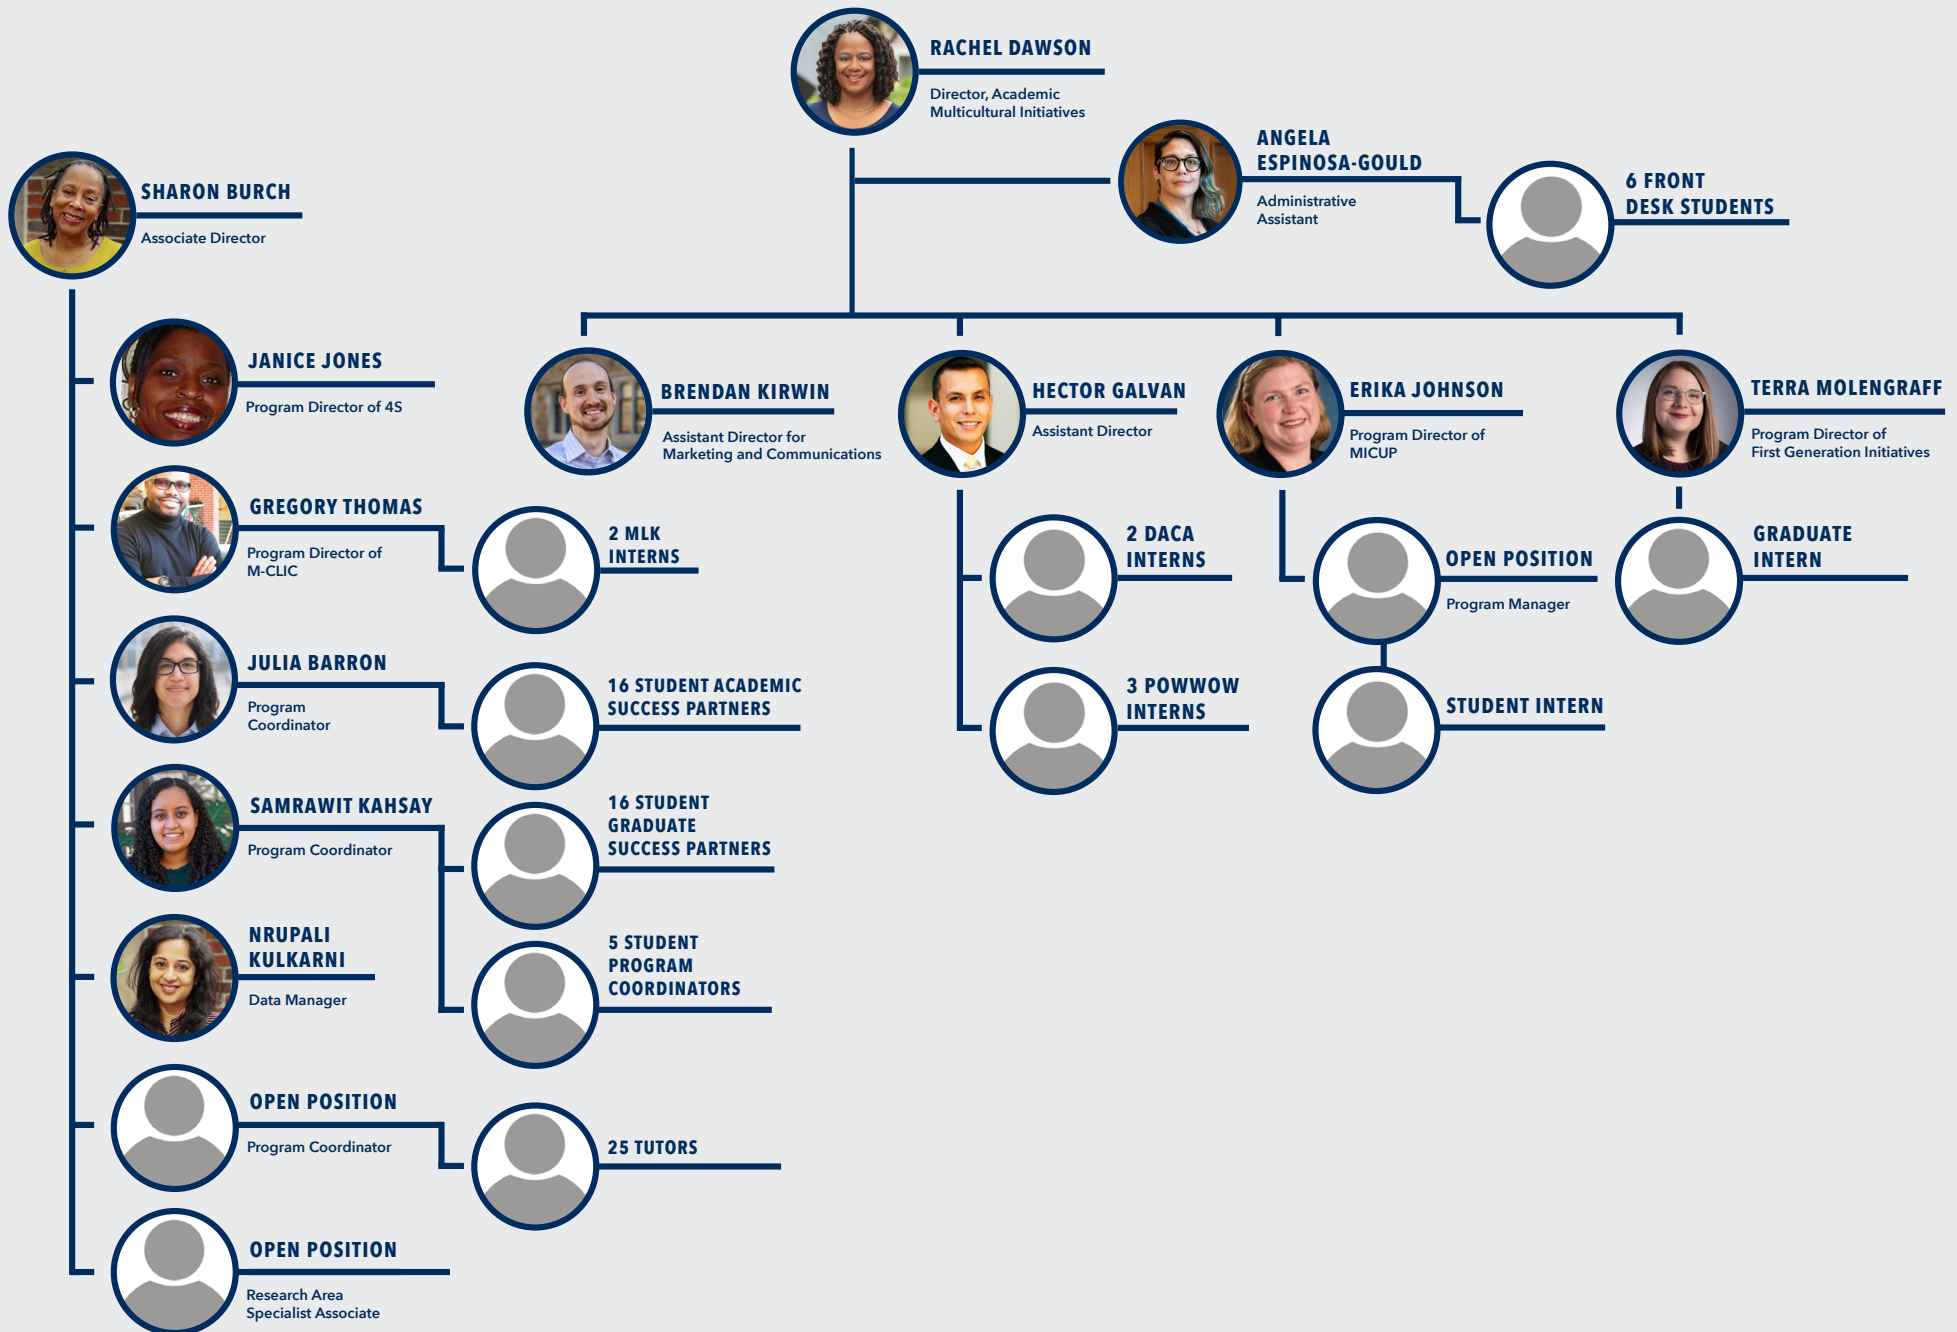 RACHEL DAWSON
Director, Academic
Multicultural Initiatives
ANGELA
ESPINOSA-GOULD
Administrative
Assistant
6 FRONT
DESK STUDENTS
SHARON BURCH
Associate Director
JANICE JONES
Program Director of 4S
GREGORY THOMAS
Program Director of
M-CLIC
2 MLK
INTERNS
JULIA BARRON
Program
Coordinator
16 STUDENT ACADEMIC
SUCCESS PARTNERS
SAMRAWIT KAHSAY
Program Coordinator
16 STUDENT
GRADUATE
SUCCESS PARTNERS
5 STUDENT
PROGRAM
COORDINATORS
NRUPALI
KULKARNI
Data Manager
OPEN POSITION
Program Coordinator
25 TUTORS
OPEN POSITION
Research Area
Specialist Associate
BRENDAN KIRWIN
Assistant Director for
Marketing and Communications
HECTOR GALVAN
Assistant Director
2 DACA
INTERNS
3 POWWOW
INTERNS
ERIKA JOHNSON
Program Director of
MICUP
OPEN POSITION
Program Manager
STUDENT INTERN
TERRA MOLENGRAFF
Program Director of
First Generation Initiatives
GRADUATE
INTERN